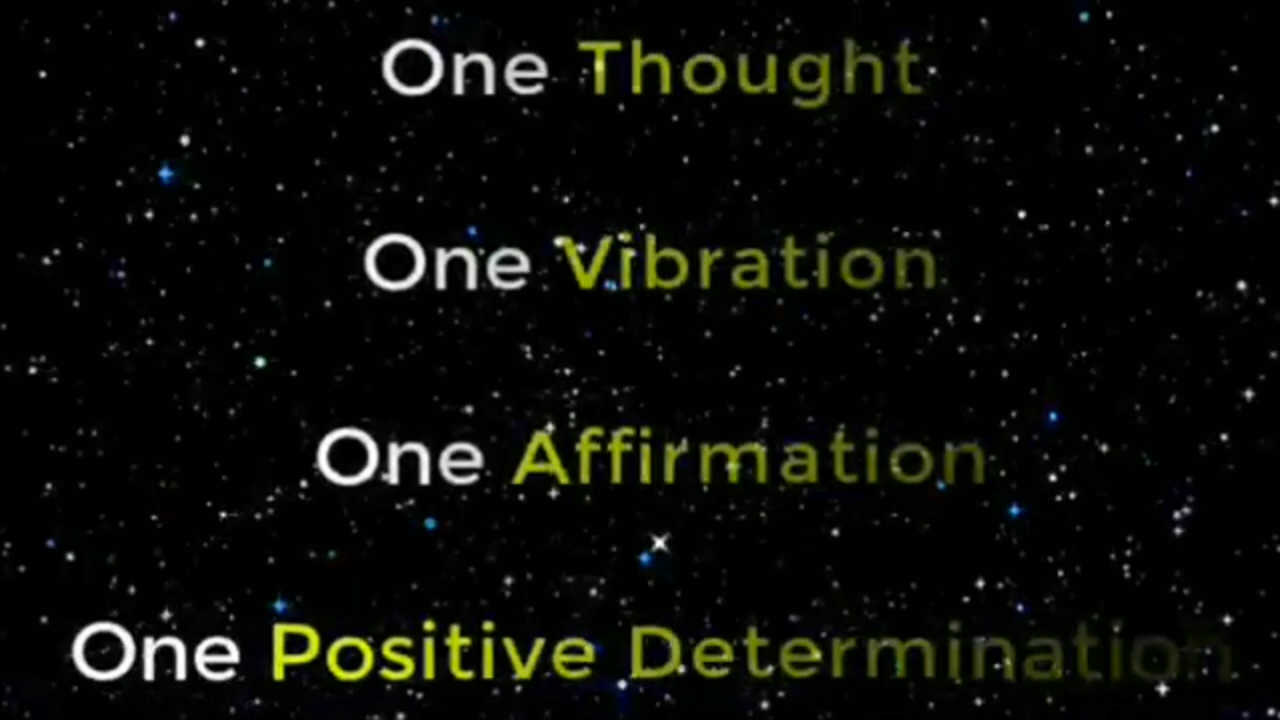 One Thought
One Vibration
One Affirmation
One Positive Determination